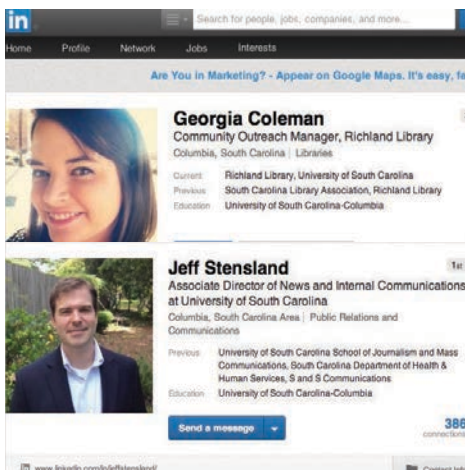 in
Search for people, jobs, companies, and more...
Home Profile Network Jobs Interests
Are You in Marketing? - Appear on Google Maps. It's easy, fa
Georgia Coleman
Community Outreach Manager, Richland Library
Columbia, South Carolina | Libraries
Current Richland Library, University of South Carolina
Previous South Carolina Library Association, Richland Library
Education University of South Carolina-Columbia
Jeff Stensland
1st
Associate Director of News and Internal Communications
at University of South Carolina
Columbia, South Carolina Area | Public Relations and
Communications
Previous University of South Carolina School of Journalism and Mass
Communications, South Carolina Department of Health &
Human Services, S and S Communications
Education University of South Carolina-Columbia
Send a message
386
connections
www.linkedin.com/in/jeffstensland/
Contact Info